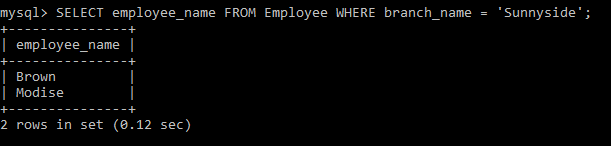 mysql> SELECT employee_name FROM Employee WHERE branch_name = 'Sunnyside';
+---------------+
| employee_name |
+---------------+
| Brown         |
| Modise        |
+---------------+
2 rows in set (0.12 sec)